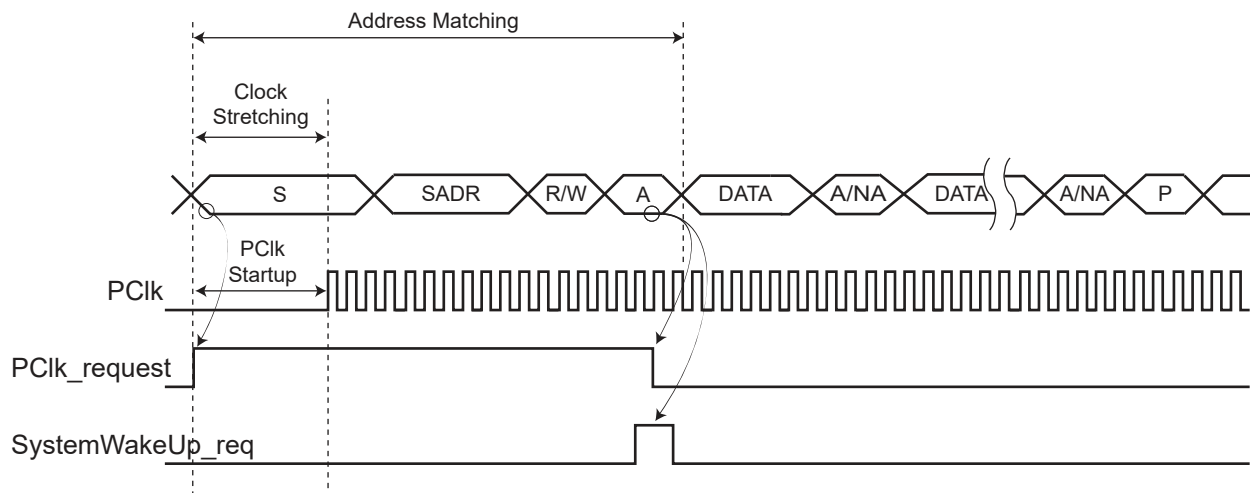 Address Matching
Clock
Stretching
S SADR R/W A DATA A/NA DATA A/NA P
PClk
Startup
PClk
PClk_request
SystemWakeUp_req